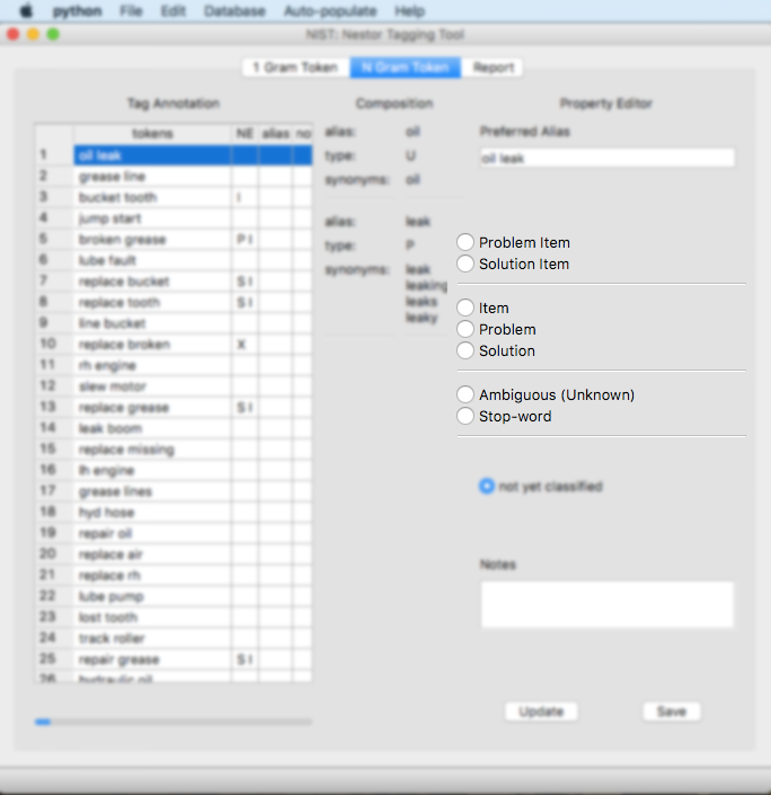 python File Edit Database Auto-populate Help
NIST: Nestor Tagging Tool
1 Gram Token N Gram Token Report
Tag Annotation Composition Property Editor
tokens NE alias no
1 oil leak
2 grease line
3 bucket tooth I
4 jump start
5 broken grease P I
6 lube fault
7 replace bucket S I
8 replace tooth S I
9 line bucket
10 replace broken X
11 rh engine
12 slew motor
13 replace grease S I
14 leak boom
15 replace missing
16 lh engine
17 grease lines
18 hyd hose
19 repair oil
20 replace air
21 replace rh
22 lube pump
23 lost tooth
24 track roller
25 repair grease S I
26 hydraulic oil
alias: oil
type: U
synonyms: oil
alias: leak
type: P
synonyms: leak
leaking
leaks
leaky
Preferred Alias
oil leak
Problem Item
Solution Item
Item
Problem
Solution
Ambiguous (Unknown)
Stop-word
not yet classified
Notes
Update Save